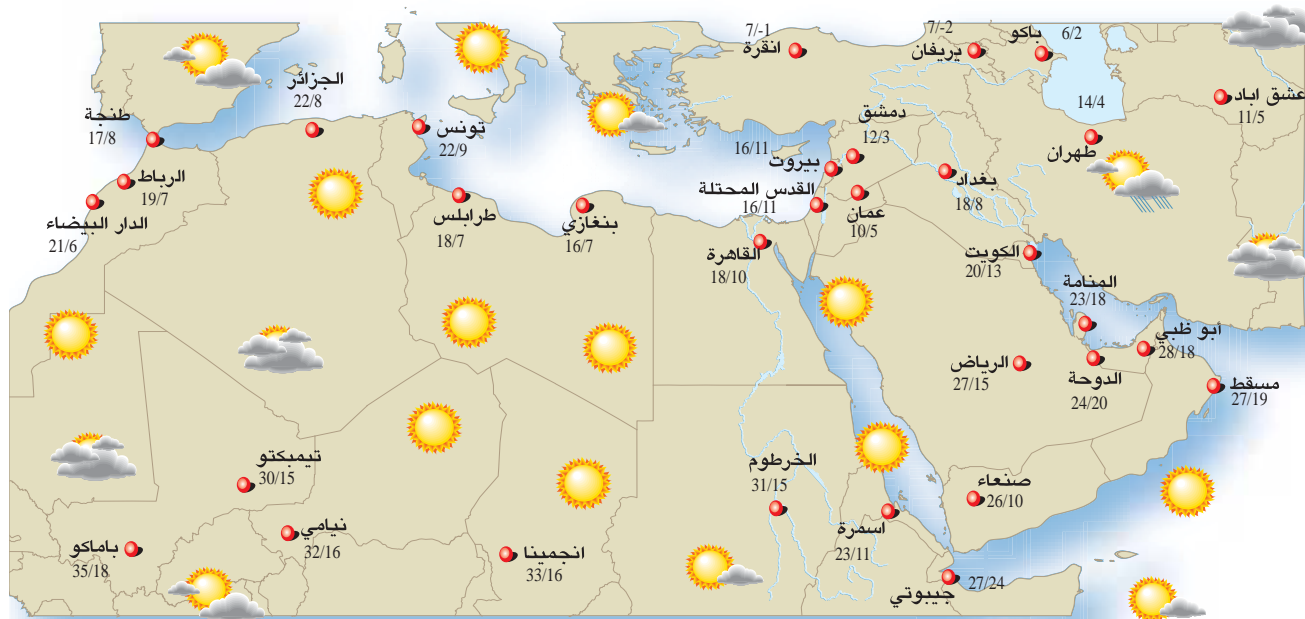 7/-1
انقرة
7/-2
يريفان
باكو
6/2
عشق اباد
11/5
14/4
طهران
الجزائر
22/8
طنجة
17/8
تونس
22/9
دمشق
12/3
16/11
بيروت
بغداد
18/8
الرباط
19/7
الدار البيضاء
21/6
طرابلس
18/7
بنغازي
16/7
القدس المحتلة
16/11
عمان
10/5
القاهرة
18/10
الكويت
20/13
المنامة
23/18
أبو ظبي
28/18
الرياض
27/15
الدوحة
24/20
مسقط
27/19
تيمبكتو
30/15
الخرطوم
31/15
صنعاء
26/10
اسمرة
23/11
نيامي
32/16
باماكو
35/18
انجمينا
33/16
27/24
جيبوتي